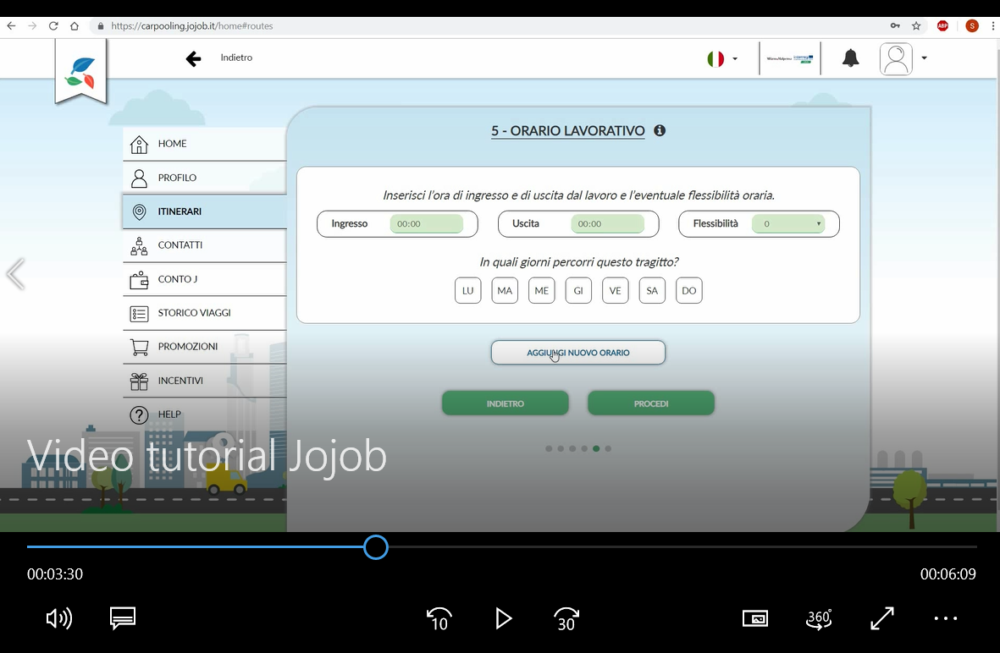 https://carpooling.jojob.it/home#routes
ABP
S
Indietro
HOME
PROFILO
ITINERARI
CONTATTI
CONTO J
STORICO VIAGGI
PROMOZIONI
INCENTIVI
HELP
5 - ORARIO LAVORATIVO
Inserisci l'ora di ingresso e di uscita dal lavoro e l'eventuale flessibilità oraria.
Ingresso 00:00 Uscita 00:00 Flessibilità 0
In quali giorni percorri questo tragitto?
LU MA ME GI VE SA DO
AGGIUNGI NUOVO ORARIO
INDIETRO PROCEDI
Video tutorial Jojob
00:03:30 00:06:09
10 30 360°